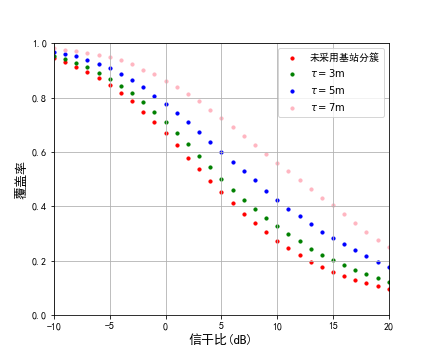 1.0
0.8
0.6
0.4
0.2
0.0
-10
-5
0
5
10
15
20
覆盖率
信干比(dB)
未采用基站分簇
τ = 3m
τ = 5m
τ = 7m